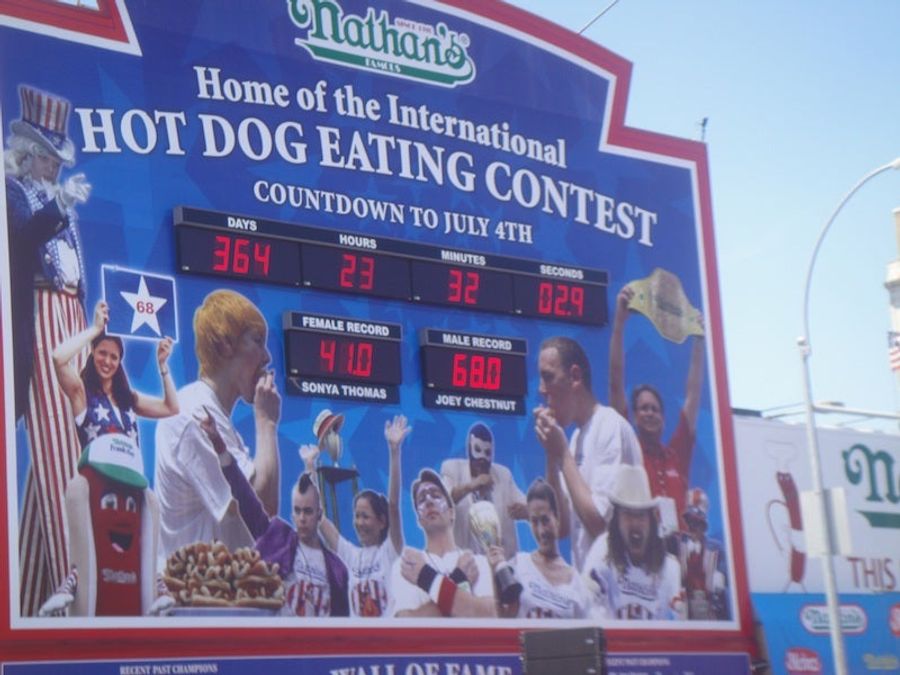 Nathan's
SINCE 1916
FAMOUS
Home of the International
HOT DOG EATING CONTEST
COUNTDOWN TO JULY 4TH
DAYS HOURS MINUTES SECONDS
364 23 32 02.9
68
FEMALE RECORD
41.0
SONYA THOMAS
MALE RECORD
68.0
JOEY CHESTNUT
THIS
Nathan's
RECENT PAST CHAMPIONS
WALL OF FAME